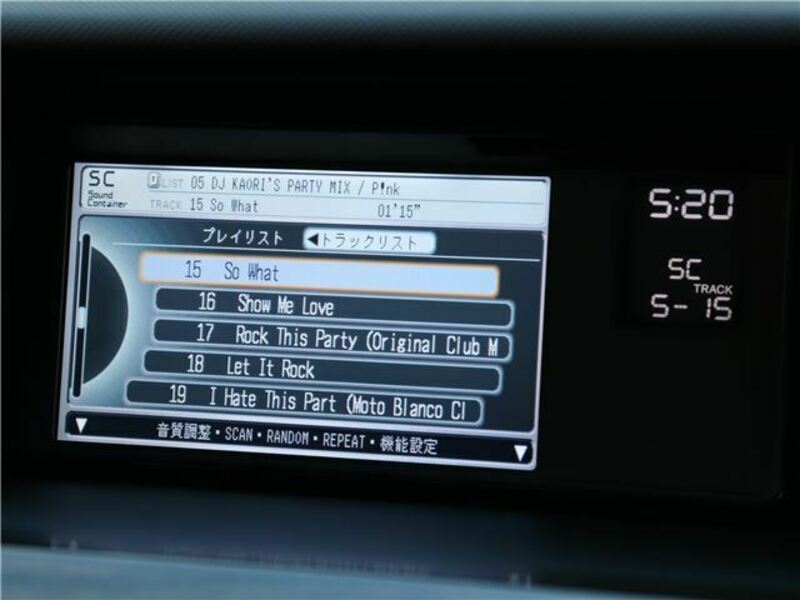 SC
Sound
Container
LIST 05 DJ KAORI'S PARTY MIX / P!nk
TRACK 15 So What 01'15"
プレイリスト ◀トラックリスト
15 So What
16 Show Me Love
17 Rock This Party (Original Club M
18 Let It Rock
19 I Hate This Part (Moto Blanco Cl
▼ 音質調整・SCAN・RANDOM・REPEAT・機能設定 ▼
5:20
SC
TRACK
5-15